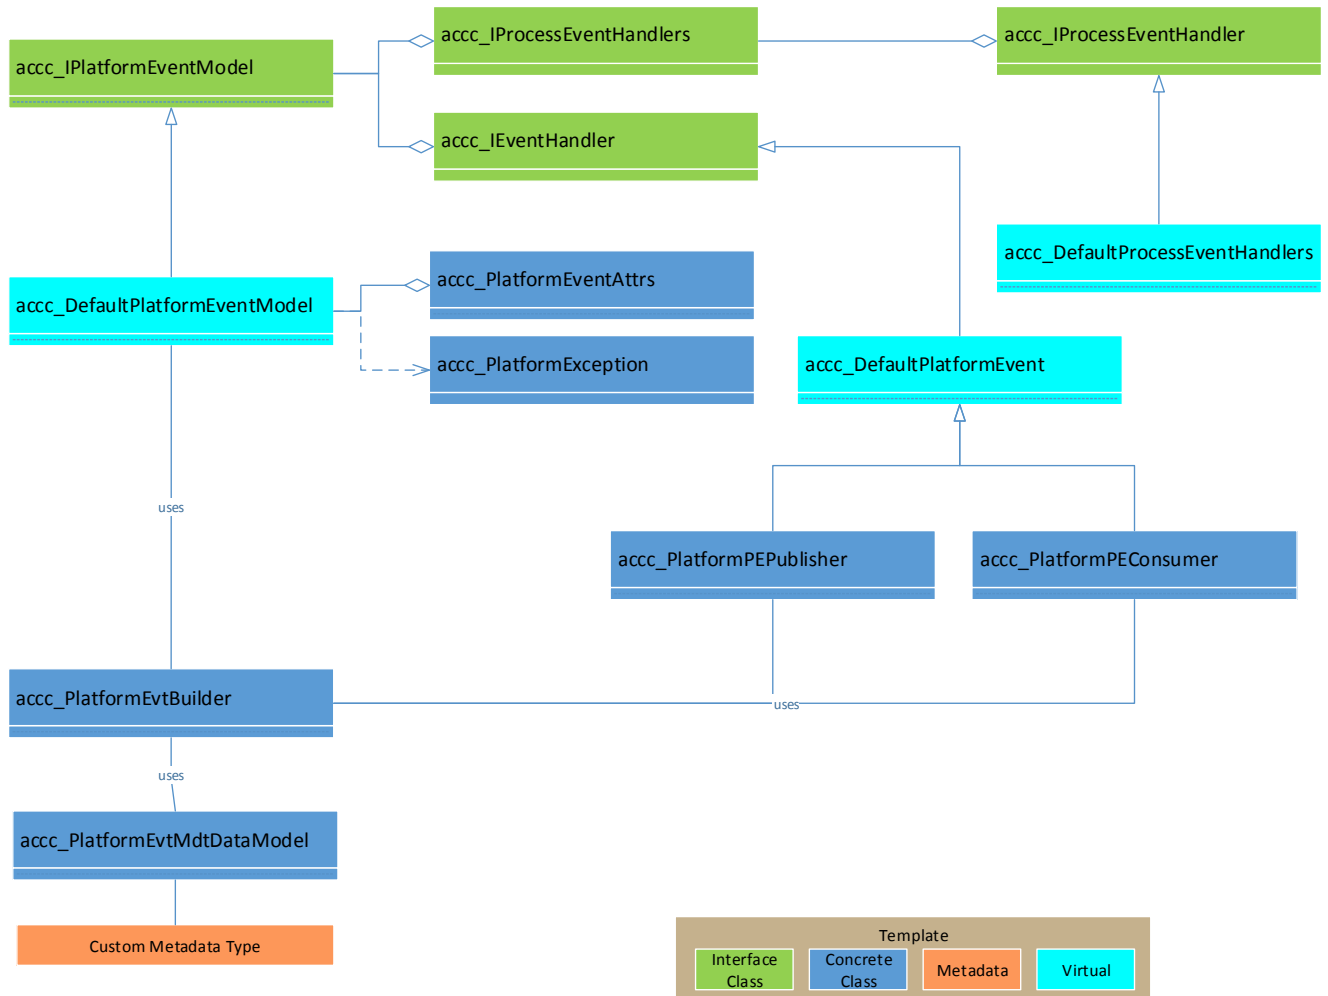 accc_IProcessEventHandlers
accc_IProcessEventHandler
accc_IPlatformEventModel
accc_IEventHandler
accc_DefaultProcessEventHandlers
accc_PlatformEventAttrs
accc_DefaultPlatformEventModel
accc_PlatformException
accc_DefaultPlatformEvent
uses
accc_PlatformPEPublisher
accc_PlatformPEConsumer
accc_PlatformEvtBuilder
uses
uses
accc_PlatformEvtMdtDataModel
Custom Metadata Type
Template
Interface
Class
Concrete
Class
Metadata
Virtual